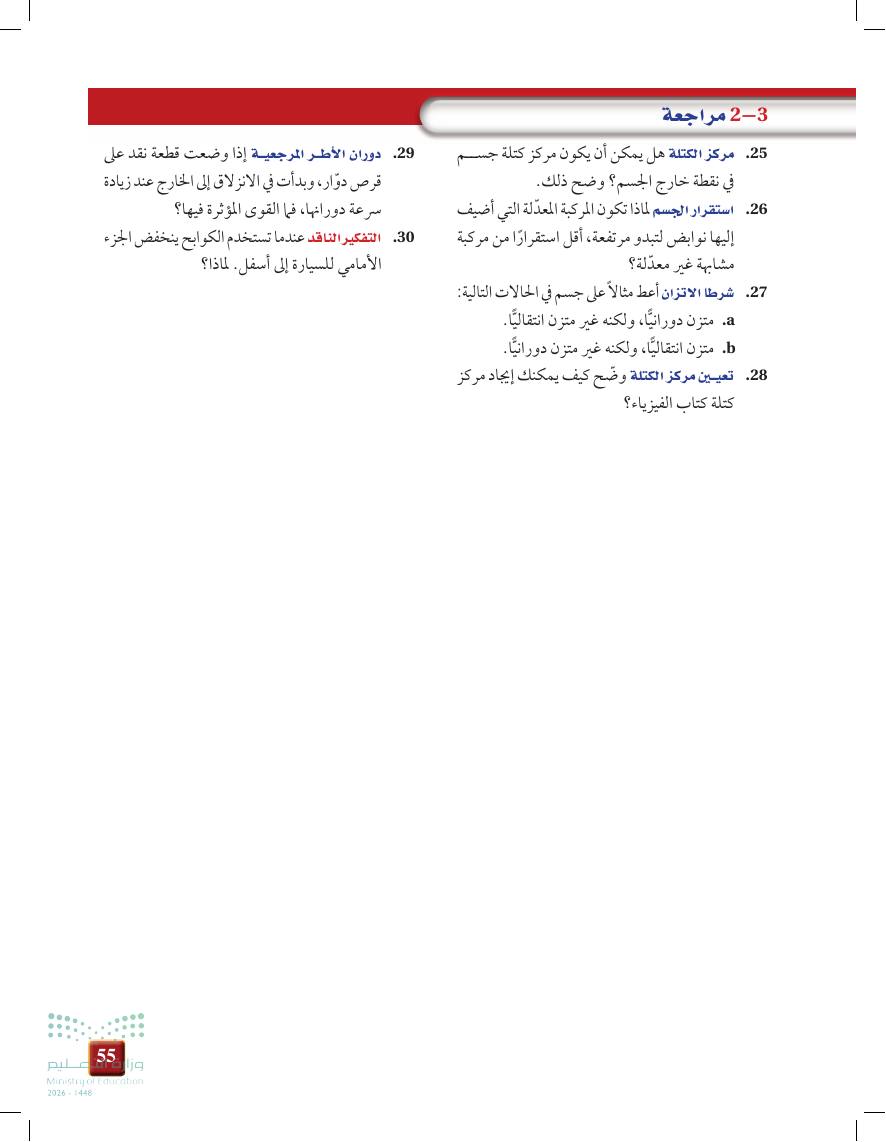 2–3 مراجعة
25. مركز الكتلة هل يمكن أن يكون مركز كتلة جســـم
في نقطة خارج الجسم؟ وضح ذلك.
26. استقرار الجسم لماذا تكون المركبة المعدّلة التي أضيف
إليها نوابض لتبدو مرتفعة، أقل استقرارًا من مركبة
مشابهة غير معدّلة؟
27. شرطا الاتزان أعط مثالاً على جسم في الحالات التالية:
a. متزن دورانيًّا، ولكنه غير متزن انتقاليًّا.
b. متزن انتقاليًّا، ولكنه غير متزن دورانيًّا.
28. تعيـين مركز الكتلة وضّح كيف يمكنك إيجاد مركز
كتلة كتاب الفيزياء؟
29. دوران الأطـر المرجعيـة إذا وضعت قطعة نقد على
قرص دوّار، وبدأت في الانزلاق إلى الخارج عند زيادة
سرعة دورانها، فما القوى المؤثرة فيها؟
30. التفكير الناقد عندما تستخدم الكوابح ينخفض الجزء
الأمامي للسيارة إلى أسفل. لماذا؟
55
وزارة التعـليم
Ministry of Education
2026 - 1448